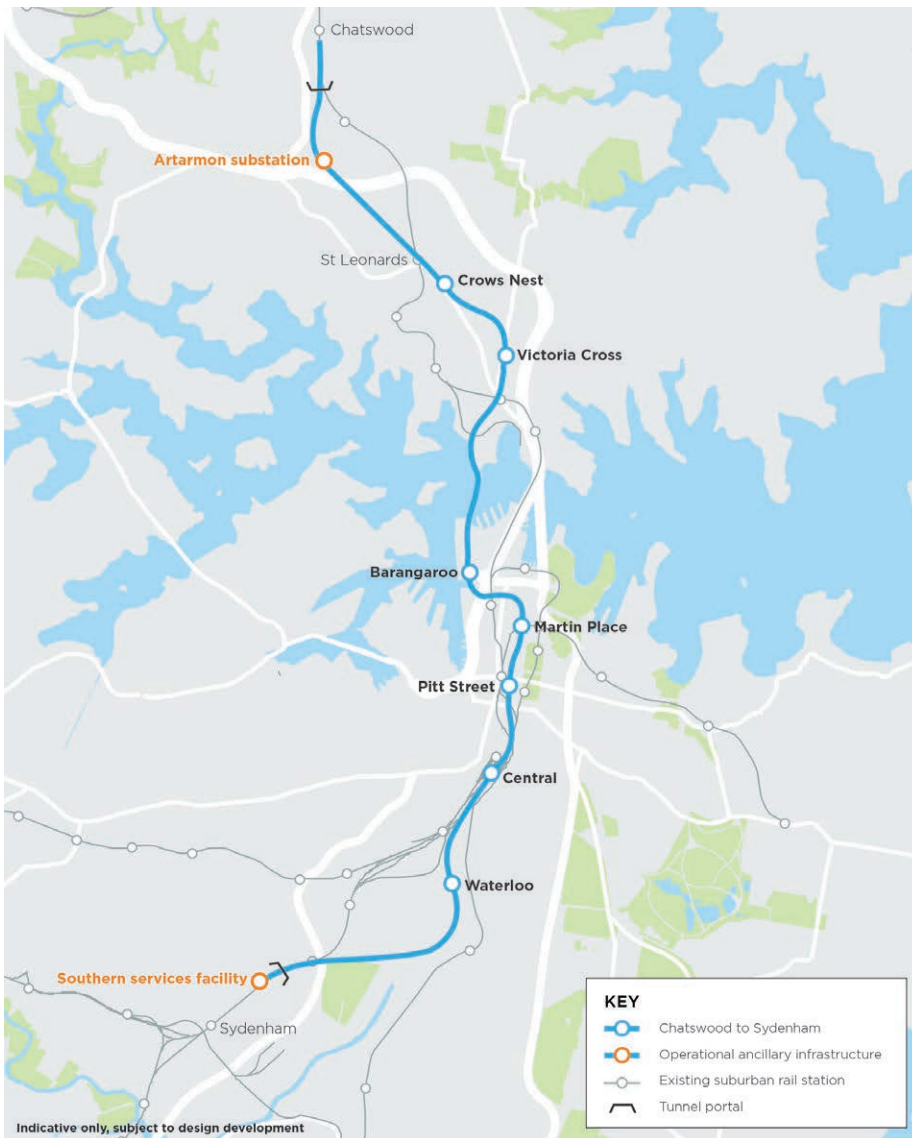 Chatswood
Artarmon substation
St Leonards
Crows Nest
Victoria Cross
Barangaroo
Martin Place
Pitt Street
Central
Waterloo
Southern services facility
Sydenham
KEY
Chatswood to Sydenham
Operational ancillary infrastructure
Existing suburban rail station
Tunnel portal
Indicative only, subject to design development